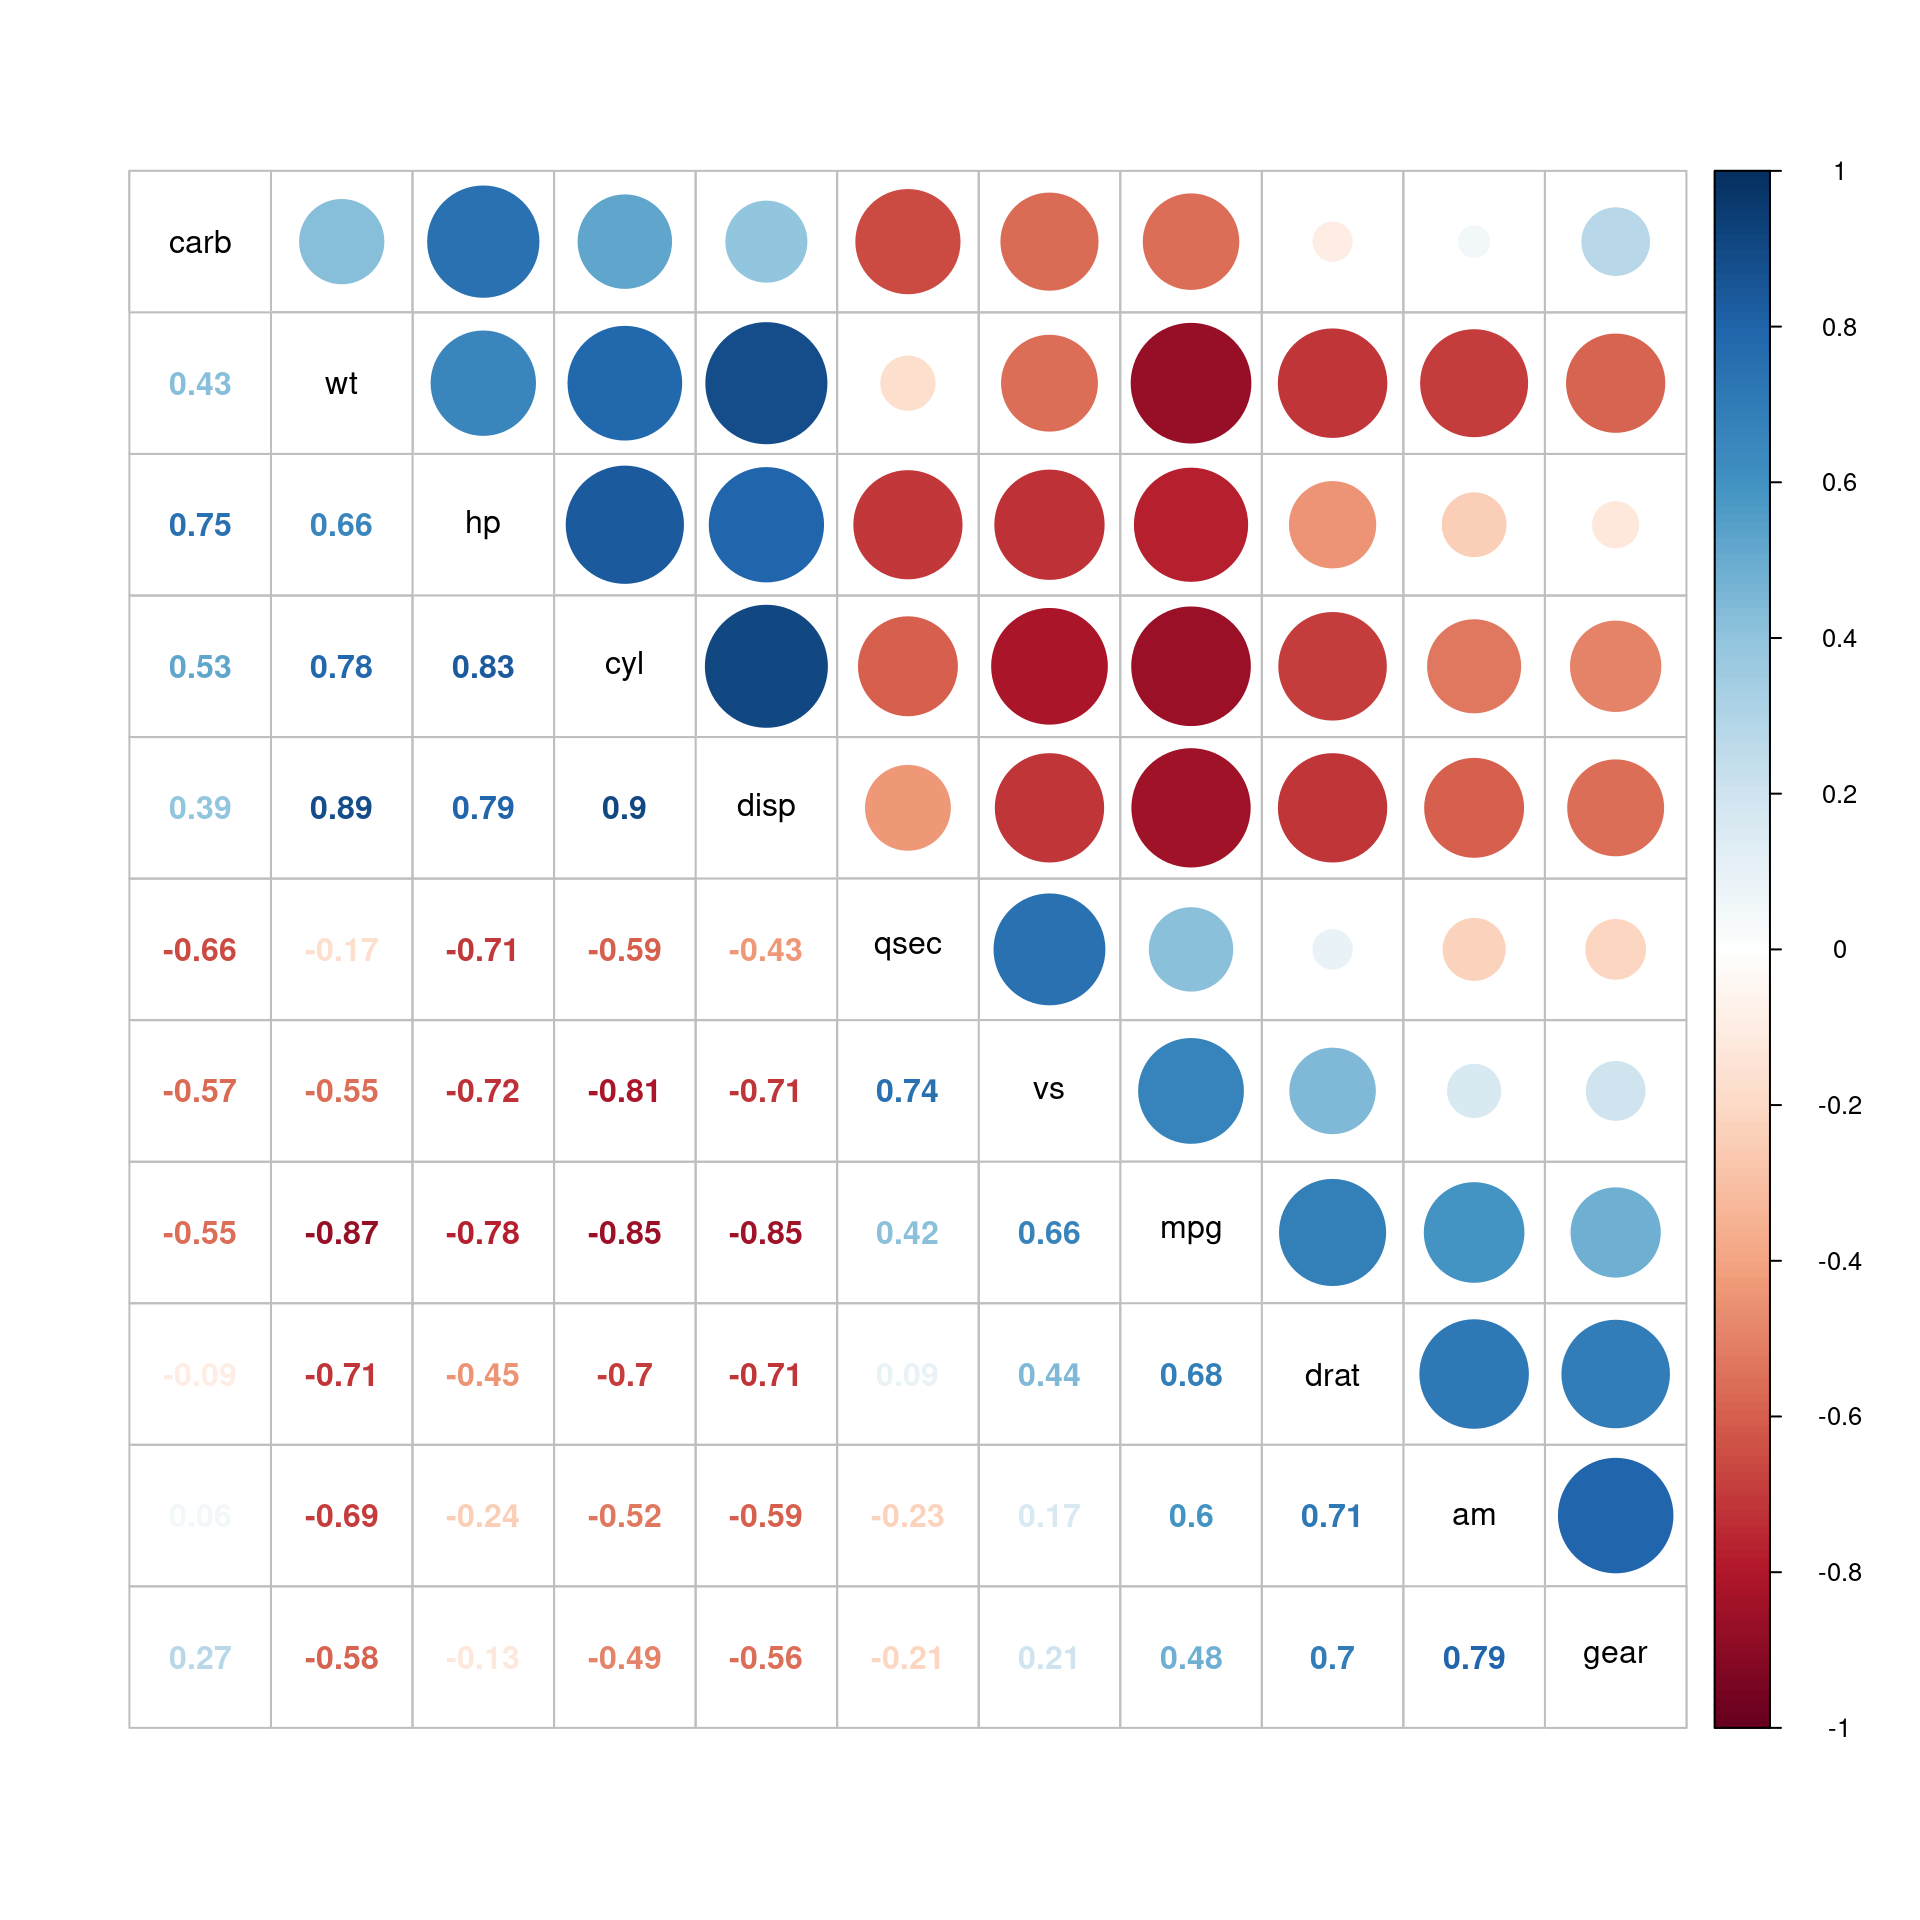 1
carb
0.8
0.43 wt
0.6
0.75 0.66 hp
0.53 0.78 0.83 cyl
0.4
0.39 0.89 0.79 0.9 disp
0.2
-0.66 -0.17 -0.71 -0.59 -0.43 qsec
0
-0.57 -0.55 -0.72 -0.81 -0.71 0.74 vs
-0.2
-0.55 -0.87 -0.78 -0.85 -0.85 0.42 0.66 mpg
-0.4
-0.09 -0.71 -0.45 -0.7 -0.71 0.09 0.44 0.68 drat
-0.6
0.06 -0.69 -0.24 -0.52 -0.59 -0.23 0.17 0.6 0.71 am
-0.8
0.27 -0.58 -0.13 -0.49 -0.56 -0.21 0.21 0.48 0.7 0.79 gear
-1